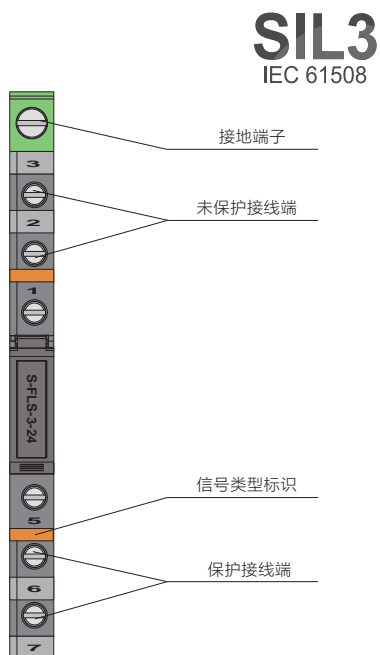 SIL3
IEC 61508
接地端子
3
未保护接线端
2
1
S-FLS-3-24
信号类型标识
5
保护接线端
6
7